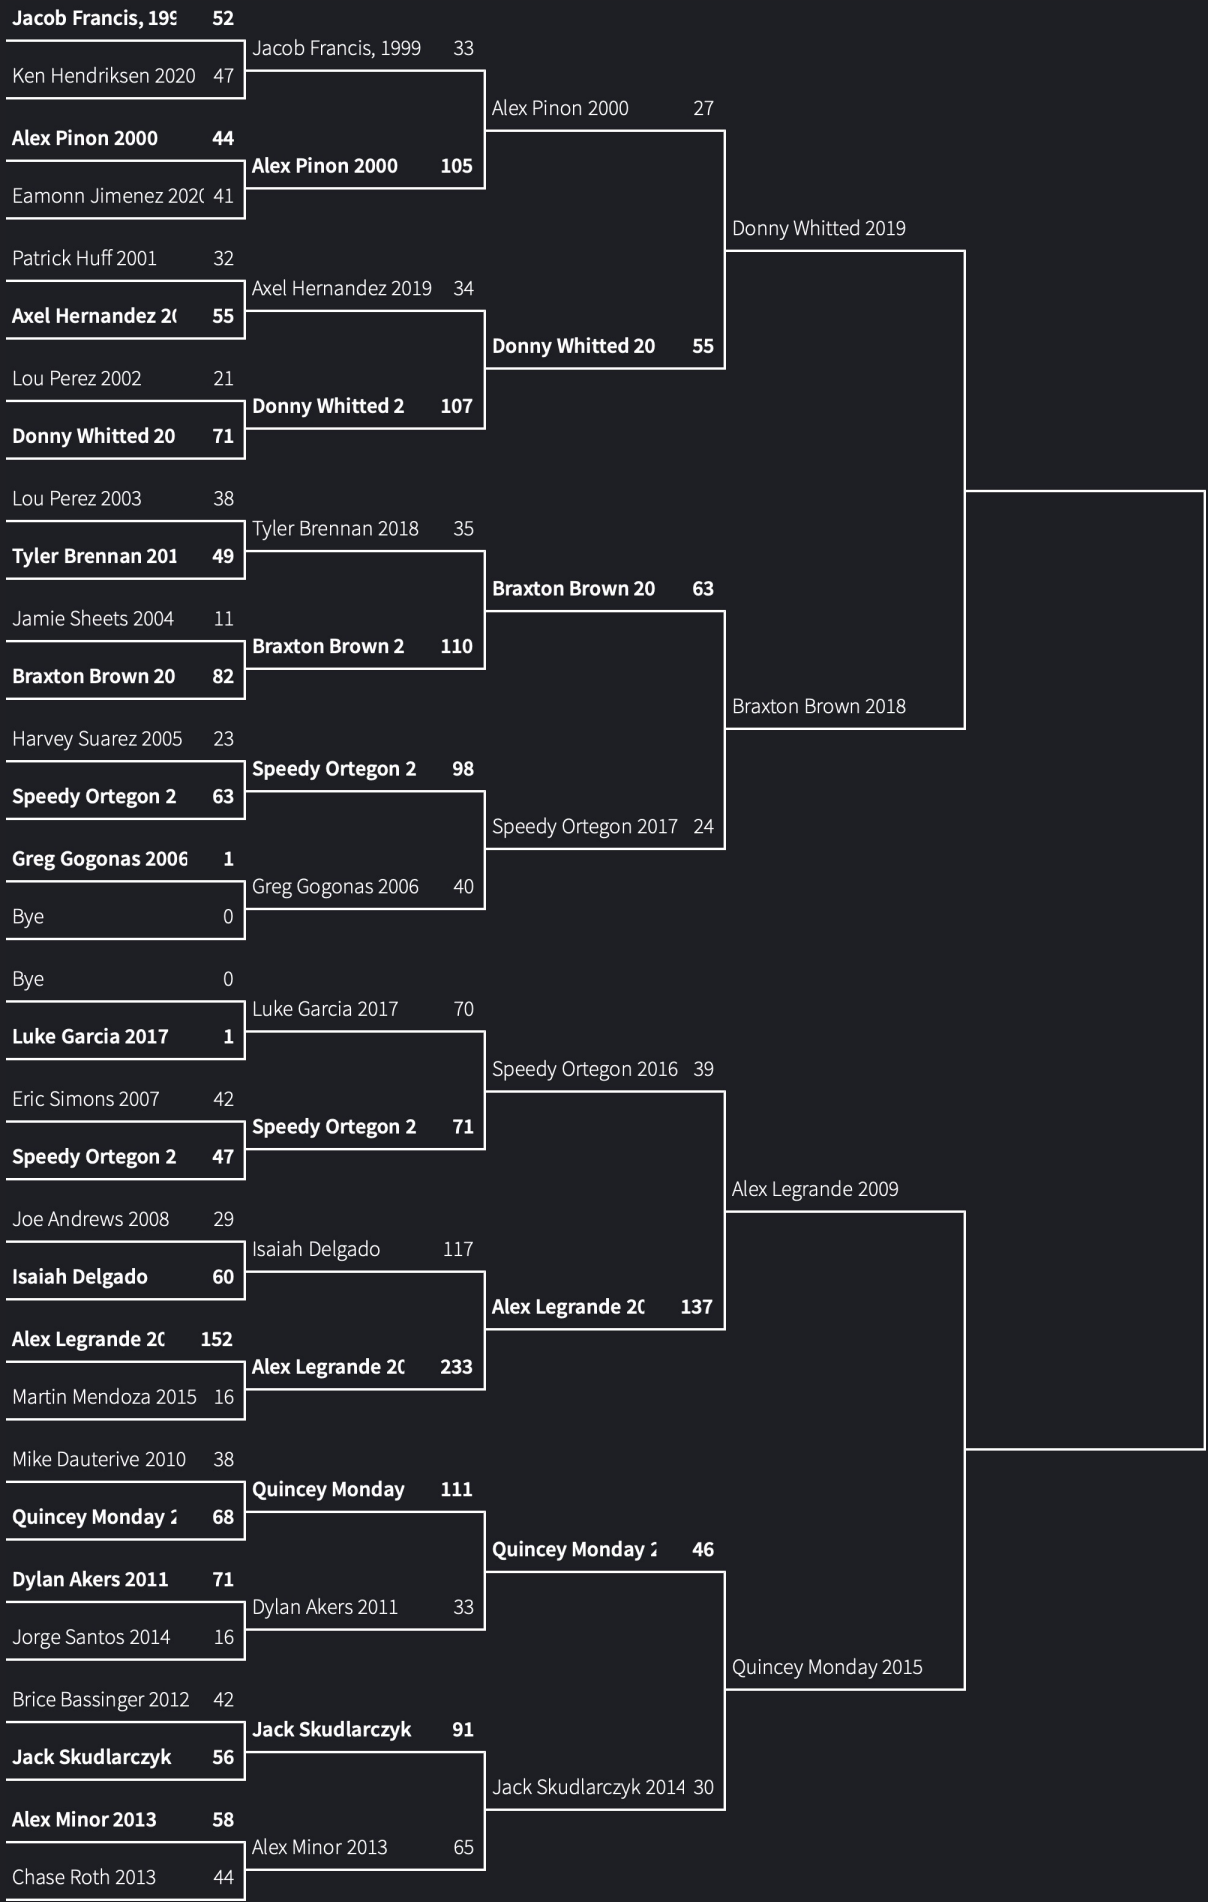 Jacob Francis, 199 52
Ken Hendriksen 2020 47
Alex Pinon 2000 44
Eamonn Jimenez 2020 41
Patrick Huff 2001 32
Axel Hernandez 20 55
Lou Perez 2002 21
Donny Whitted 20 71
Lou Perez 2003 38
Tyler Brennan 201 49
Jamie Sheets 2004 11
Braxton Brown 20 82
Harvey Suarez 2005 23
Speedy Ortegon 2 63
Greg Gogonas 2006 1
Bye 0
Bye 0
Luke Garcia 2017 1
Eric Simons 2007 42
Speedy Ortegon 2 47
Joe Andrews 2008 29
Isaiah Delgado 60
Alex Legrande 20 152
Martin Mendoza 2015 16
Mike Dauterive 2010 38
Quincey Monday 2 68
Dylan Akers 2011 71
Jorge Santos 2014 16
Brice Bassinger 2012 42
Jack Skudlarczyk 56
Alex Minor 2013 58
Chase Roth 2013 44
Jacob Francis, 1999 33
Alex Pinon 2000 105
Axel Hernandez 2019 34
Donny Whitted 2 107
Tyler Brennan 2018 35
Braxton Brown 2 110
Speedy Ortegon 2 98
Greg Gogonas 2006 40
Luke Garcia 2017 70
Speedy Ortegon 2 71
Isaiah Delgado 117
Alex Legrande 20 233
Quincey Monday 111
Dylan Akers 2011 33
Jack Skudlarczyk 91
Alex Minor 2013 65
Alex Pinon 2000 27
Donny Whitted 20 55
Braxton Brown 20 63
Speedy Ortegon 2017 24
Speedy Ortegon 2016 39
Alex Legrande 20 137
Quincey Monday 2 46
Jack Skudlarczyk 2014 30
Donny Whitted 2019
Braxton Brown 2018
Alex Legrande 2009
Quincey Monday 2015